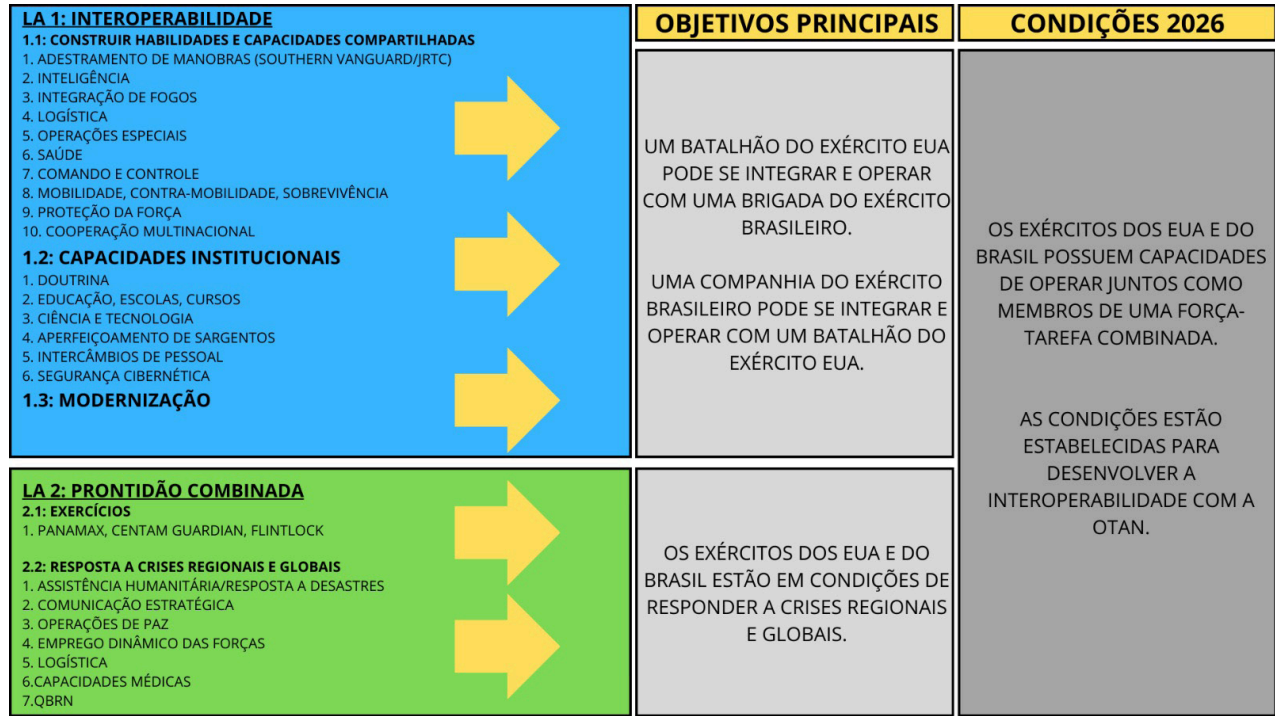 LA 1: INTEROPERABILIDADE
1.1: CONSTRUIR HABILIDADES E CAPACIDADES COMPARTILHADAS
1. ADESTRAMENTO DE MANOBRAS (SOUTHERN VANGUARD/JRTC)
2. INTELIGÊNCIA
3. INTEGRAÇÃO DE FOGOS
4. LOGÍSTICA
5. OPERAÇÕES ESPECIAIS
6. SAÚDE
7. COMANDO E CONTROLE
8. MOBILIDADE, CONTRA-MOBILIDADE, SOBREVIVÊNCIA
9. PROTEÇÃO DA FORÇA
10. COOPERAÇÃO MULTINACIONAL
1.2: CAPACIDADES INSTITUCIONAIS
1. DOUTRINA
2. EDUCAÇÃO, ESCOLAS, CURSOS
3. CIÊNCIA E TECNOLOGIA
4. APERFEIÇOAMENTO DE SARGENTOS
5. INTERCÂMBIOS DE PESSOAL
6. SEGURANÇA CIBERNÉTICA
1.3: MODERNIZAÇÃO
LA 2: PRONTIDÃO COMBINADA
2.1: EXERCÍCIOS
1. PANAMAX, CENTAM GUARDIAN, FLINTLOCK
2.2: RESPOSTA A CRISES REGIONAIS E GLOBAIS
1. ASSISTÊNCIA HUMANITÁRIA/RESPOSTA A DESASTRES
2. COMUNICAÇÃO ESTRATÉGICA
3. OPERAÇÕES DE PAZ
4. EMPREGO DINÂMICO DAS FORÇAS
5. LOGÍSTICA
6.CAPACIDADES MÉDICAS
7.QBRN
OBJETIVOS PRINCIPAIS
UM BATALHÃO DO EXÉRCITO EUA
PODE SE INTEGRAR E OPERAR
COM UMA BRIGADA DO EXÉRCITO
BRASILEIRO.
UMA COMPANHIA DO EXÉRCITO
BRASILEIRO PODE SE INTEGRAR E
OPERAR COM UM BATALHÃO DO
EXÉRCITO EUA.
OS EXÉRCITOS DOS EUA E DO
BRASIL ESTÃO EM CONDIÇÕES DE
RESPONDER A CRISES REGIONAIS
E GLOBAIS.
CONDIÇÕES 2026
OS EXÉRCITOS DOS EUA E DO
BRASIL POSSUEM CAPACIDADES
DE OPERAR JUNTOS COMO
MEMBROS DE UMA FORÇA-
TAREFA COMBINADA.
AS CONDIÇÕES ESTÃO
ESTABELECIDAS PARA
DESENVOLVER A
INTEROPERABILIDADE COM A
OTAN.